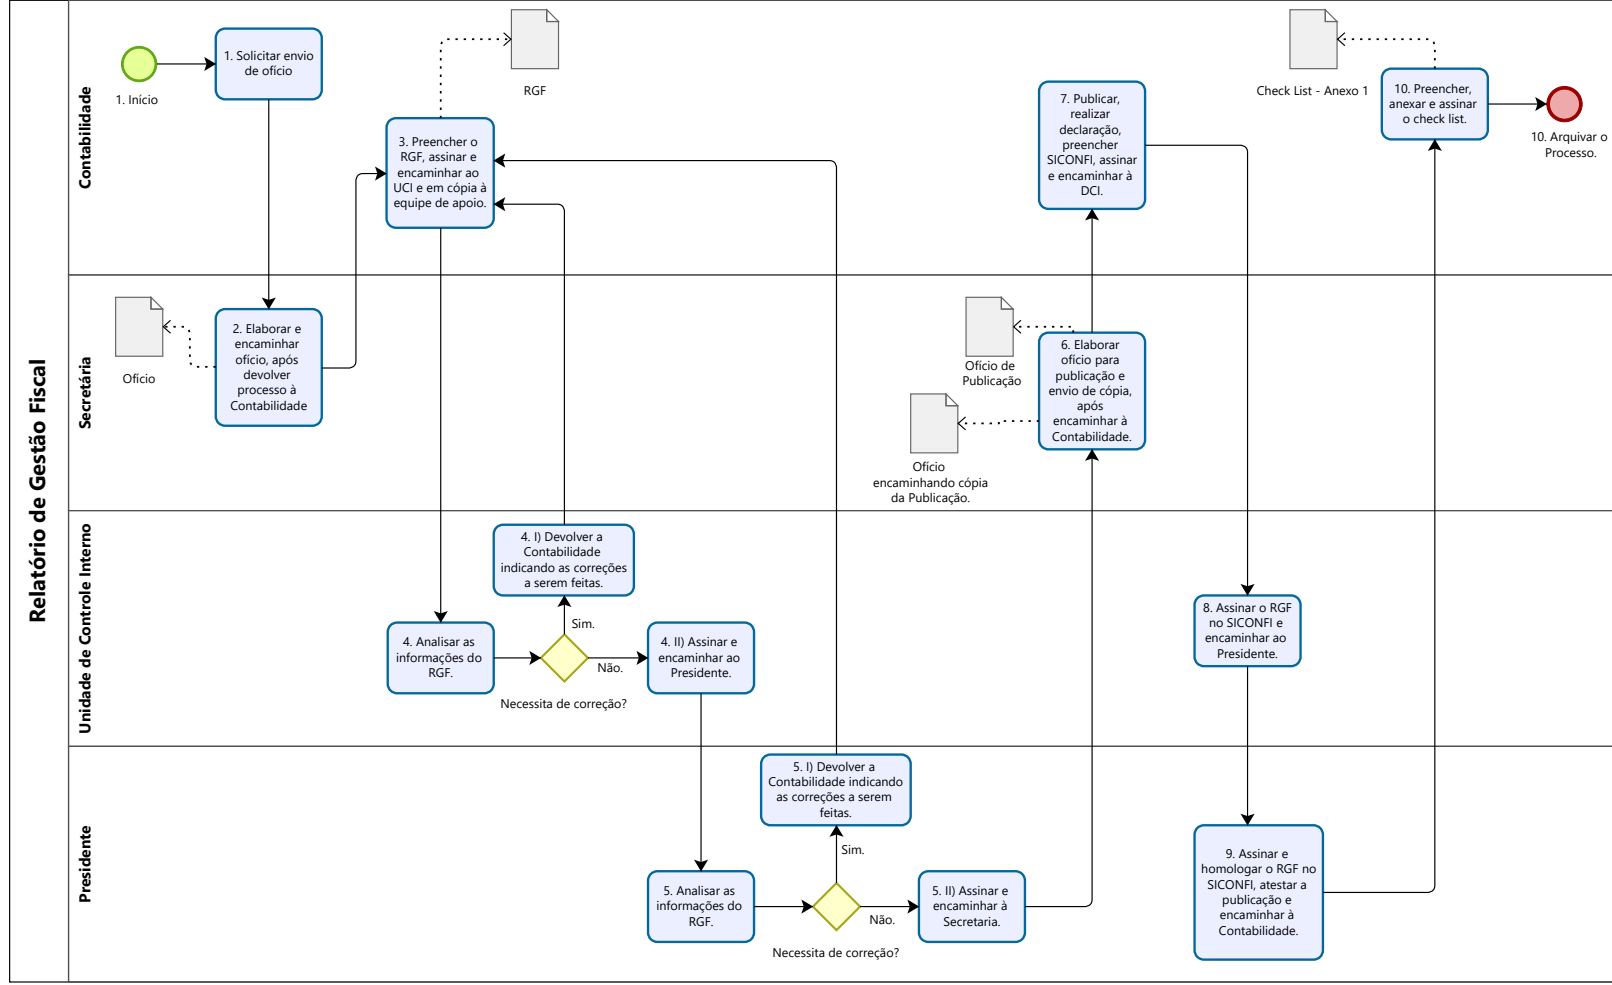 Relatório de Gestão Fiscal
Contabilidade
1. Início
1. Solicitar envio
de ofício
RGF
3. Preencher o
RGF, assinar e
encaminhar ao
UCI e em cópia à
equipe de apoio.
7. Publicar,
realizar
declaração,
preencher
SICONFI, assinar
e encaminhar à
DCI.
Check List - Anexo 1
10. Preencher,
anexar e assinar
o check list.
10. Arquivar o
Processo.
Secretária
Ofício
2. Elaborar e
encaminhar
ofício, após
devolver
processo à
Contabilidade
Ofício de
Publicação
Ofício
encaminhando cópia
da Publicação.
6. Elaborar
ofício para
publicação e
envio de cópia,
após
encaminhar à
Contabilidade.
Unidade de Controle Interno
4. Analisar as
informações do
RGF.
4. I) Devolver a
Contabilidade
indicando as correções
a serem feitas.
Sim.
Não.
Necessita de correção?
4. II) Assinar e
encaminhar ao
Presidente.
8. Assinar o RGF
no SICONFI e
encaminhar ao
Presidente.
Presidente
5. Analisar as
informações do
RGF.
5. I) Devolver a
Contabilidade indicando
as correções a serem
feitas.
Sim.
Não.
Necessita de correção?
5. II) Assinar e
encaminhar à
Secretaria.
9. Assinar e
homologar o RGF no
SICONFI, atestar a
publicação e
encaminhar à
Contabilidade.